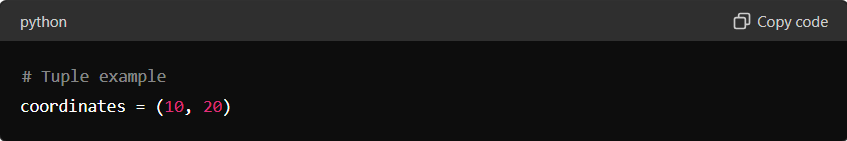 python
Copy code
# Tuple example
coordinates = (10, 20)